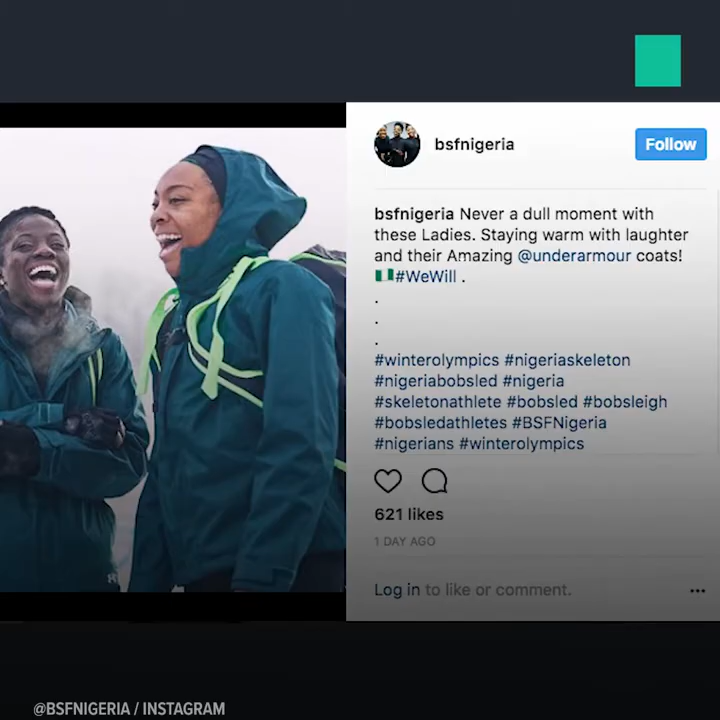 bsfnigeria
Follow
bsfnigeria Never a dull moment with
these Ladies. Staying warm with laughter
and their Amazing @underarmour coats!
🇳🇬#WeWill .
.
.
.
#winterolympics #nigeriaskeleton
#nigeriabobsled #nigeria
#skeletonathlete #bobsled #bobsleigh
#bobsledathletes #BSFNigeria
#nigerians #winterolympics
621 likes
1 DAY AGO
Log in to like or comment.
@BSFNIGERIA / INSTAGRAM